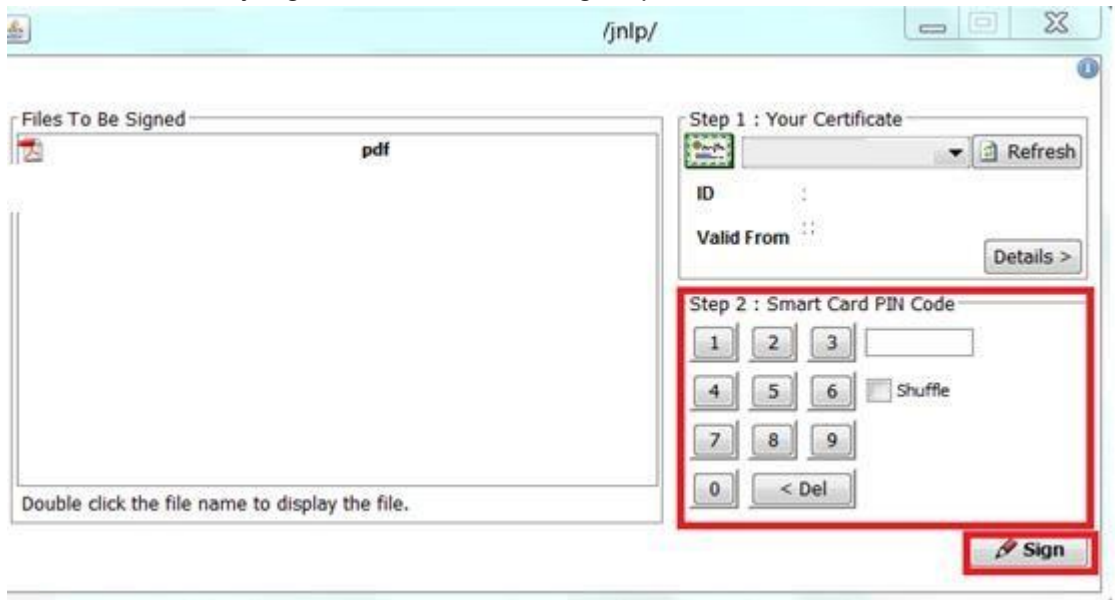 /jnlp/
Files To Be Signed
pdf
Double click the file name to display the file.
Step 1 : Your Certificate
Refresh
ID :
Valid From ::
Details >
Step 2 : Smart Card PIN Code
1 2 3
4 5 6 Shuffle
7 8 9
0 < Del
Sign